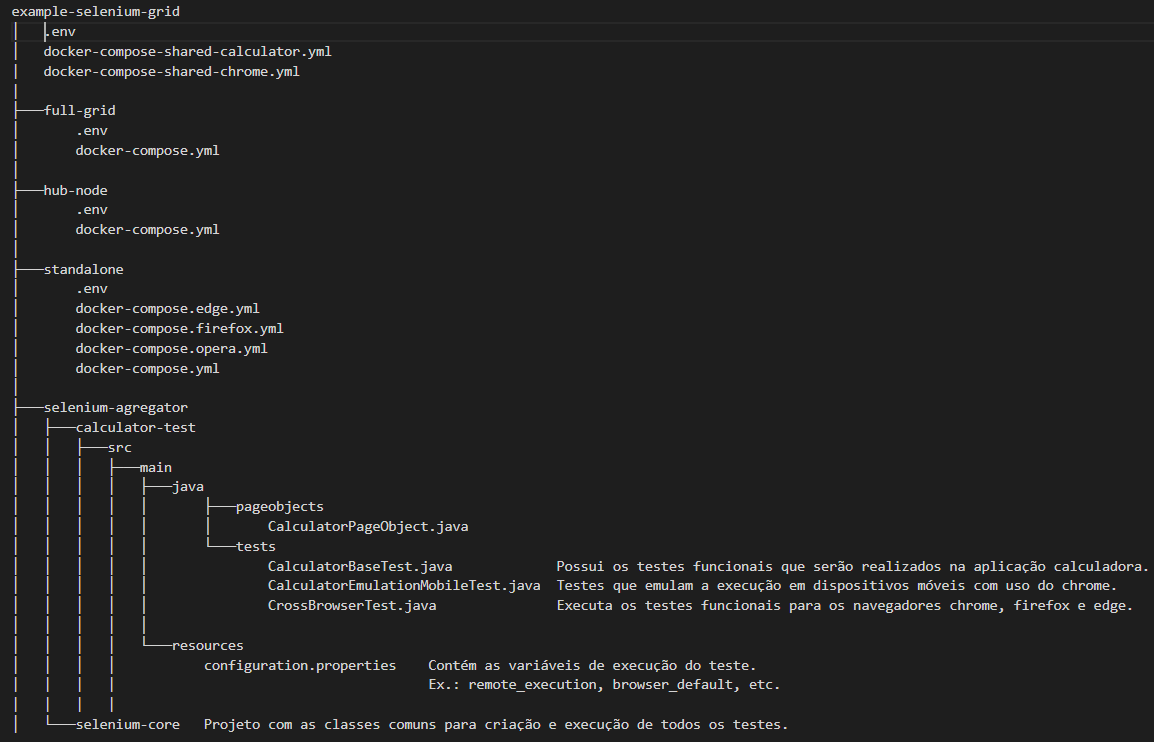 example-selenium-grid
.env
docker-compose-shared-calculator.yml
docker-compose-shared-chrome.yml
full-grid
.env
docker-compose.yml
hub-node
.env
docker-compose.yml
standalone
.env
docker-compose.edge.yml
docker-compose.firefox.yml
docker-compose.opera.yml
docker-compose.yml
selenium-agregator
calculator-test
src
main
java
pageobjects
CalculatorPageObject.java
tests
CalculatorBaseTest.java Possui os testes funcionais que serão realizados na aplicação calculadora.
CalculatorEmulationMobileTest.java Testes que emulam a execução em dispositivos móveis com uso do chrome.
CrossBrowserTest.java Executa os testes funcionais para os navegadores chrome, firefox e edge.
resources
configuration.properties Contém as variáveis de execução do teste.
Ex.: remote_execution, browser_default, etc.
selenium-core Projeto com as classes comuns para criação e execução de todos os testes.